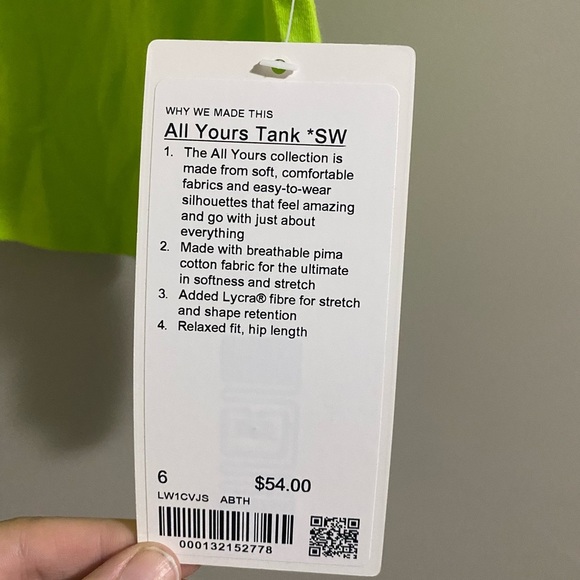 WHY WE MADE THIS
All Yours Tank *SW
1. The All Yours collection is
made from soft, comfortable
fabrics and easy-to-wear
silhouettes that feel amazing
and go with just about
everything
2. Made with breathable pima
cotton fabric for the ultimate
in softness and stretch
3. Added Lycra® fibre for stretch
and shape retention
4. Relaxed fit, hip length
6 $54.00
LW1CVJS ABTH
000132152778